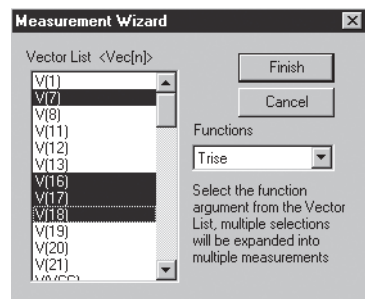 Measurement Wizard
Vector List <Vec[n]>
V(1)
V(7)
V(8)
V(11)
V(12)
V(13)
V(16)
V(17)
V(18)
V(19)
V(20)
V(21)
Finish
Cancel
Functions
Trise
Select the function
argument from the Vector
List, multiple selections
will be expanded into
multiple measurements